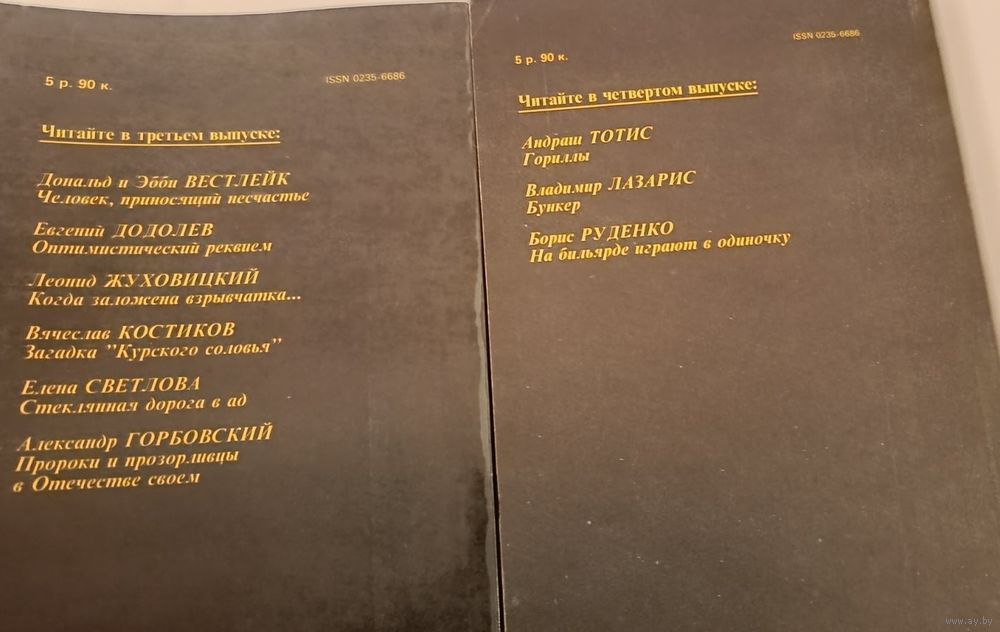 5 р. 90 к.
ISSN 0235-6686
Читайте в третьем выпуске:
Дональд и Эбби ВЕСТЛЕЙК
Человек, приносящий несчастье
Евгений ДОДОЛЕВ
Оптимистический реквием
Леонид ЖУХОВИЦКИЙ
Когда заложена взрывчатка...
Вячеслав КОСТИКОВ
Загадка "Курского соловья"
Елена СВЕТЛОВА
Стеклянная дорога в ад
Александр ГОРБОВСКИЙ
Пророки и прозорливцы
в Отечестве своем
5 р. 90 к.
ISSN 0235-6686
Читайте в четвертом выпуске:
Андраш ТОТИС
Гориллы
Владимир ЛАЗАРИС
Бункер
Борис РУДЕНКО
На бильярде играют в одиночку
www.ay.by